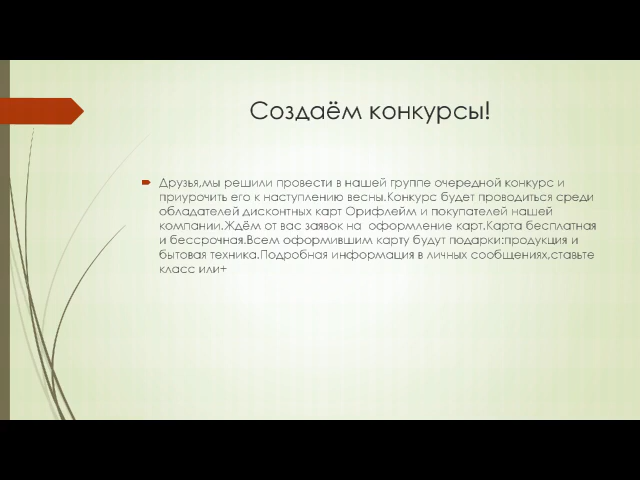 Создаём конкурсы!
Друзья,мы решили провести в нашей группе очередной конкурс и
приурочить его к наступлению весны.Конкурс будет проводиться среди
обладателей дисконтных карт Орифлейм и покупателей нашей
компании.Ждём от вас заявок на  оформление карт.Карта бесплатная
и бессрочная.Всем оформившим карту будут подарки:продукция и
бытовая техника.Подробная информация в личных сообщениях,ставьте
класс или+